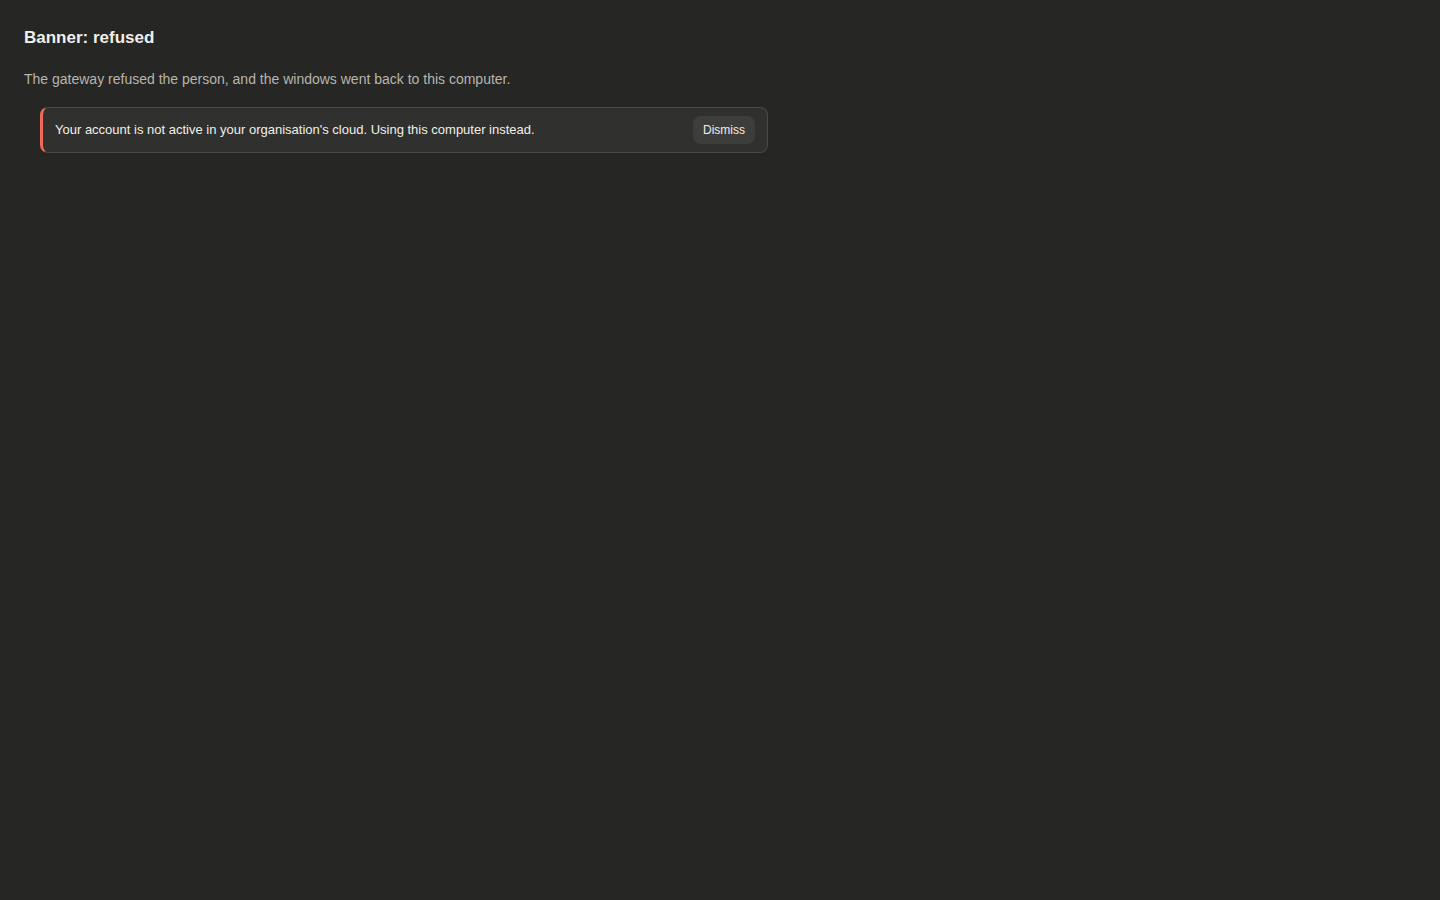 Banner: refused
The gateway refused the person, and the windows went back to this computer.
Your account is not active in your organisation's cloud. Using this computer instead.
Dismiss